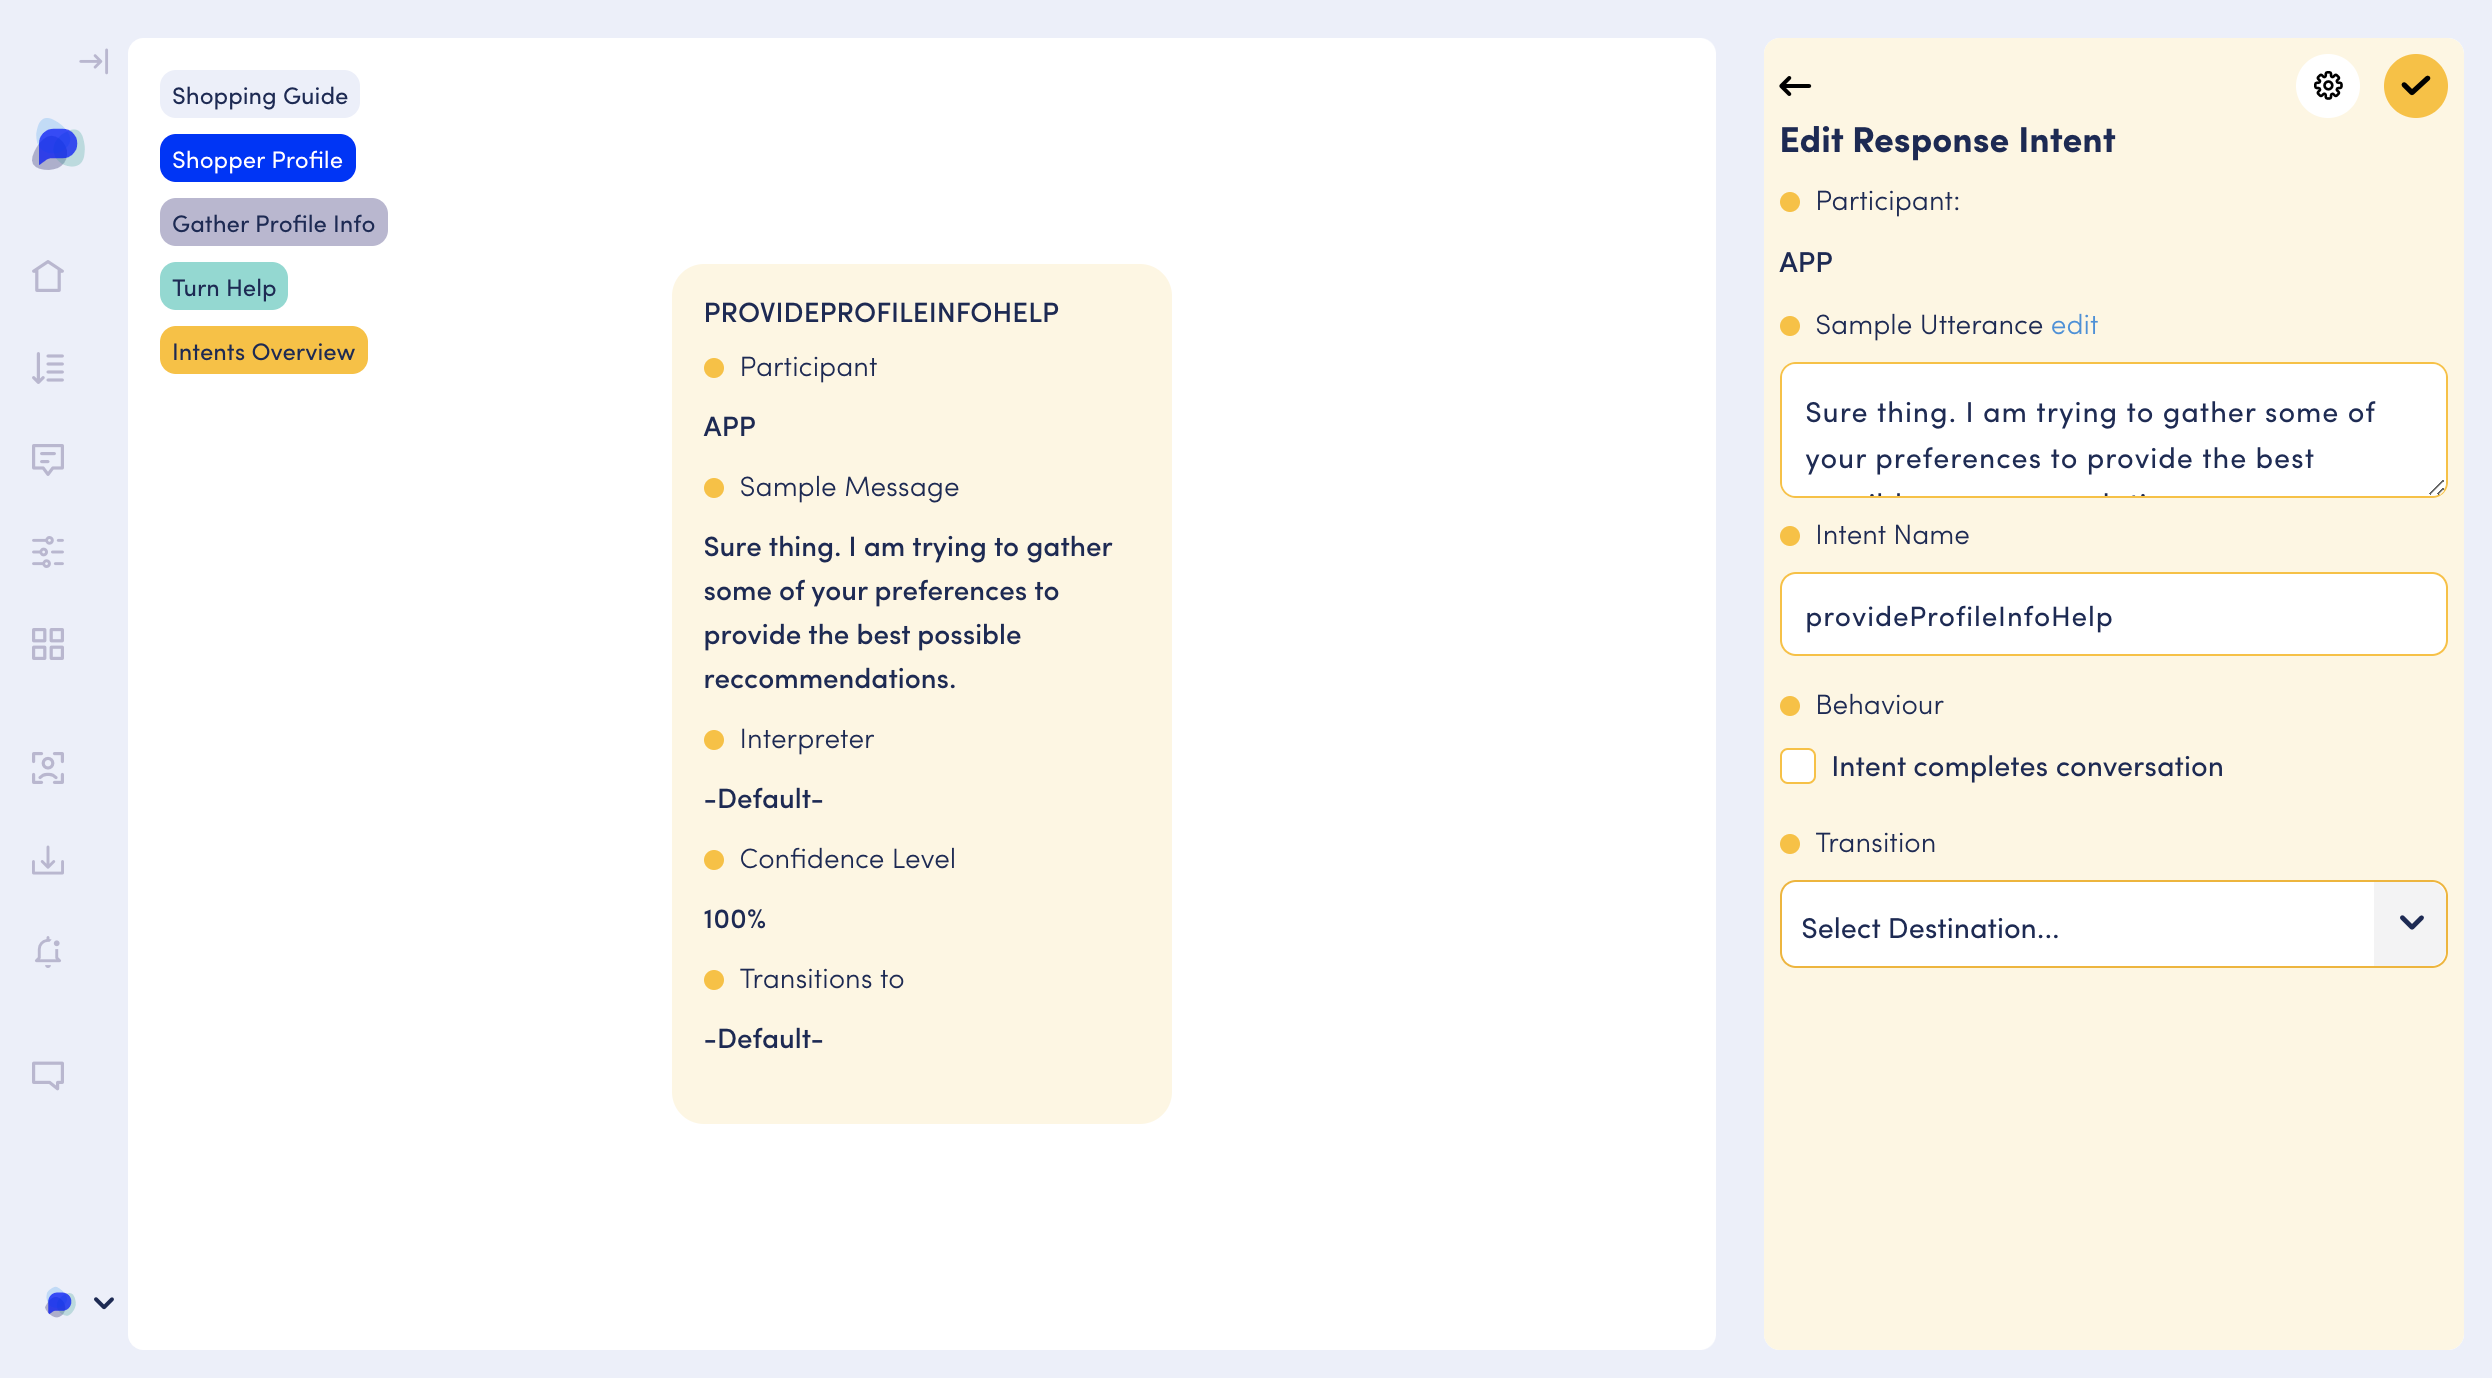 Shopping Guide
Shopper Profile
Gather Profile Info
Turn Help
Intents Overview
PROVIDEPROFILEINFOHELP
Participant
APP
Sample Message
Sure thing. I am trying to gather
some of your preferences to
provide the best possible
reccommendations.
Interpreter
-Default-
Confidence Level
100%
Transitions to
-Default-
Edit Response Intent
Participant:
APP
Sample Utterance edit
Sure thing. I am trying to gather some of
your preferences to provide the best
Intent Name
provideProfileInfoHelp
Behaviour
Intent completes conversation
Transition
Select Destination...